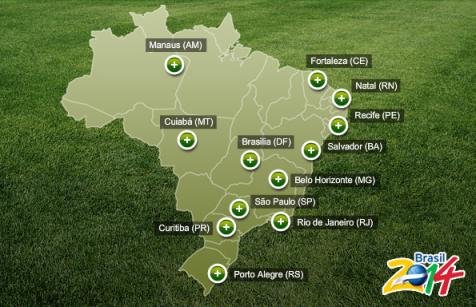 Manaus (AM)
Fortaleza (CE)
Natal (RN)
Recife (PE)
Cuiabá (MT)
Brasília (DF)
Salvador (BA)
Belo Horizonte (MG)
São Paulo (SP)
Rio de Janeiro (RJ)
Curitiba (PR)
Porto Alegre (RS)
Brasil
2014